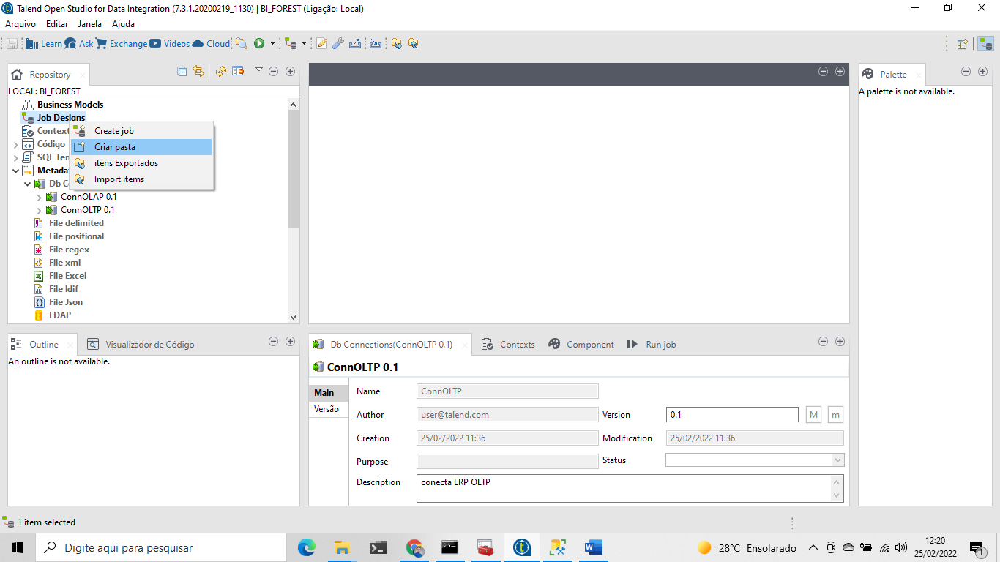 Talend Open Studio for Data Integration (7.3.1.20200219_1130) | BI_FOREST (Ligação: Local)
Arquivo Editar Janela Ajuda
Learn Ask Exchange Videos Cloud
Repository
LOCAL: BI_FOREST
Business Models
Job Designs
Context
Código
SQL Tem
Metada
Db C
ConnOLAP 0.1
ConnOLTP 0.1
File delimited
File positional
File regex
File xml
File Excel
File ldif
File Json
LDAP
Create job
Criar pasta
itens Exportados
Import items
Palette
A palette is not available.
Outline Visualizador de Código
An outline is not available.
Db Connections(ConnOLTP 0.1) Contexts Component Run job
ConnOLTP 0.1
Main
Versão
Name ConnOLTP
Author user@talend.com Version 0.1 M m
Creation 25/02/2022 11:36 Modification 25/02/2022 11:36
Purpose Status
Description conecta ERP OLTP
1 item selected
Digite aqui para pesquisar
28°C Ensolarado
12:20
25/02/2022
1